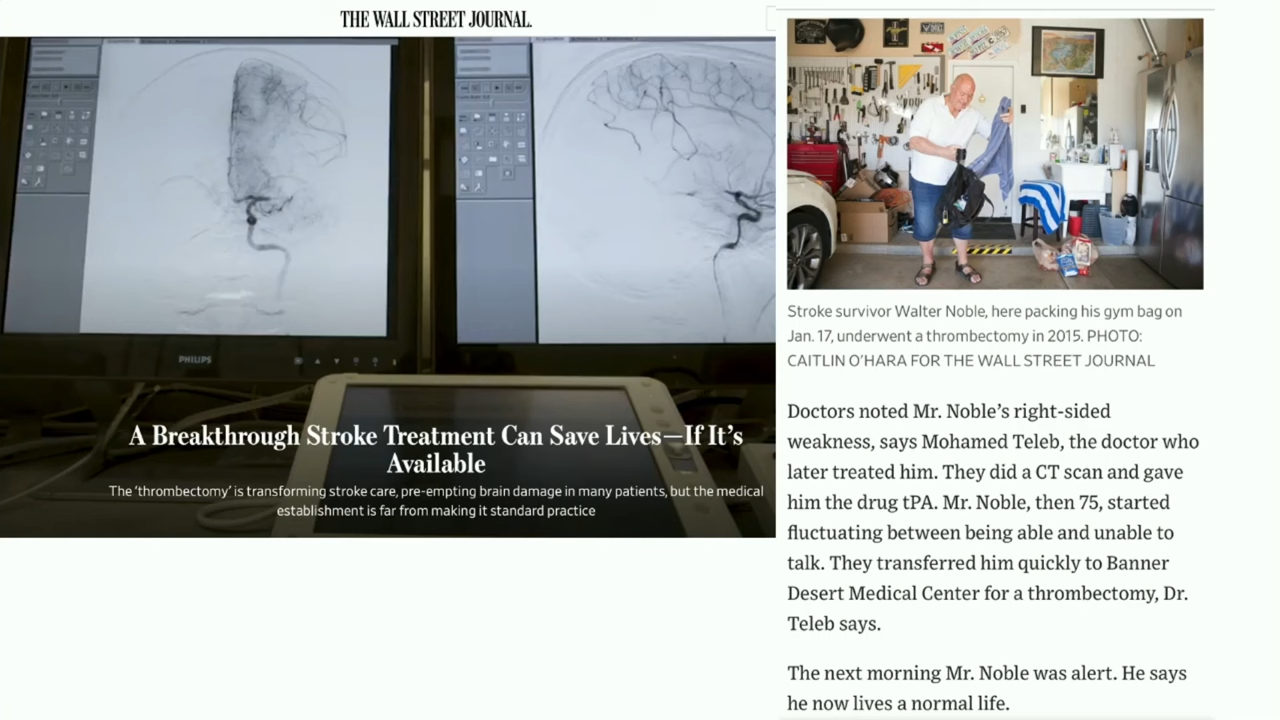 THE WALL STREET JOURNAL.
PHILIPS
A Breakthrough Stroke Treatment Can Save Lives—If It's
Available
The 'thrombectomy' is transforming stroke care, pre-empting brain damage in many patients, but the medical
establishment is far from making it standard practice
Stroke survivor Walter Noble, here packing his gym bag on
Jan. 17, underwent a thrombectomy in 2015. PHOTO:
CAITLIN O'HARA FOR THE WALL STREET JOURNAL
Doctors noted Mr. Noble's right-sided
weakness, says Mohamed Teleb, the doctor who
later treated him. They did a CT scan and gave
him the drug tPA. Mr. Noble, then 75, started
fluctuating between being able and unable to
talk. They transferred him quickly to Banner
Desert Medical Center for a thrombectomy, Dr.
Teleb says.
The next morning Mr. Noble was alert. He says
he now lives a normal life.